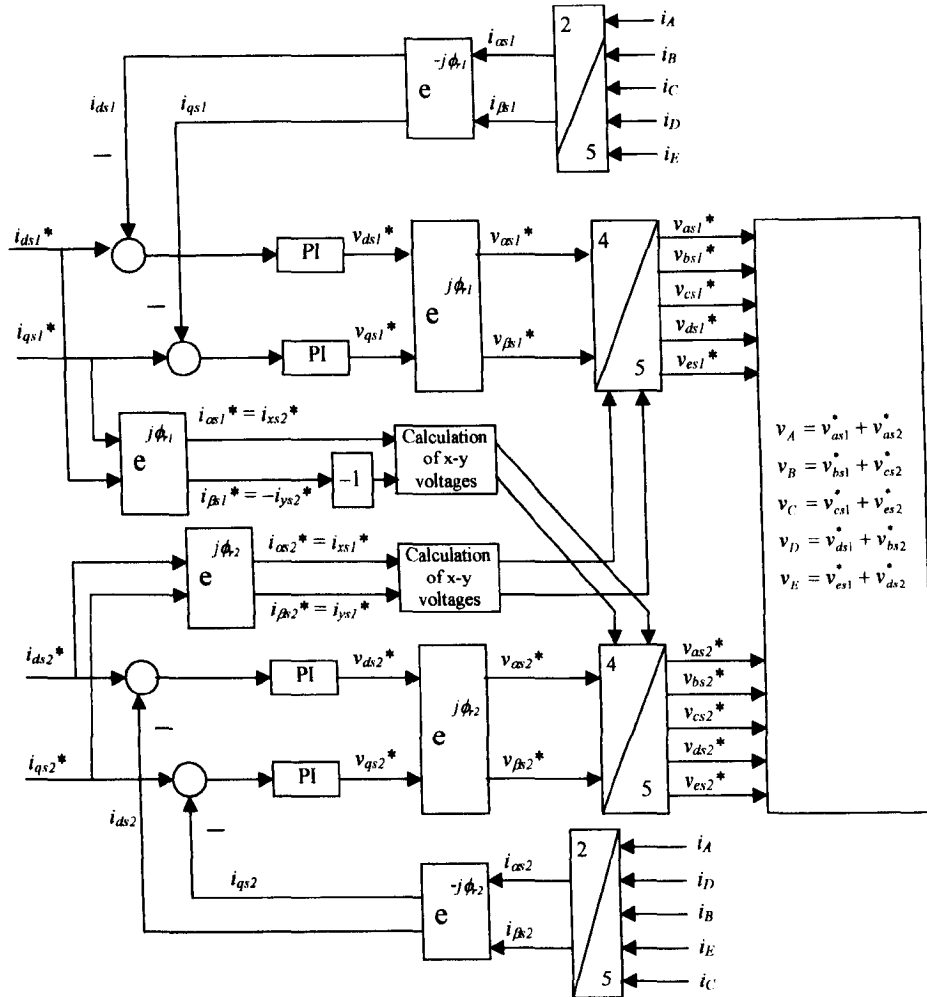 2
5
i_A
i_B
i_C
i_D
i_E
i_αs1
i_βs1
e^-jϕ_r1
i_ds1
i_qs1
−
−
i_ds1*
i_qs1*
PI
PI
v_ds1*
v_qs1*
e^jϕ_r1
v_αs1*
v_βs1*
4
5
v_as1*
v_bs1*
v_cs1*
v_ds1*
v_es1*
e^jϕ_r1
i_αs1* = i_xs2*
i_βs1* = -i_ys2*
-1
Calculation
of x-y
voltages
e^jϕ_r2
i_αs2* = i_xs1*
i_βs2* = i_ys1*
Calculation
of x-y
voltages
v_A = v*_as1 + v*_as2
v_B = v*_bs1 + v*_cs2
v_C = v*_cs1 + v*_es2
v_D = v*_ds1 + v*_bs2
v_E = v*_es1 + v*_ds2
i_ds2*
i_qs2*
−
−
PI
PI
v_ds2*
v_qs2*
e^jϕ_r2
v_αs2*
v_βs2*
4
5
v_as2*
v_bs2*
v_cs2*
v_ds2*
v_es2*
i_ds2
i_qs2
e^-jϕ_r2
i_αs2
i_βs2
2
5
i_A
i_D
i_B
i_E
i_C